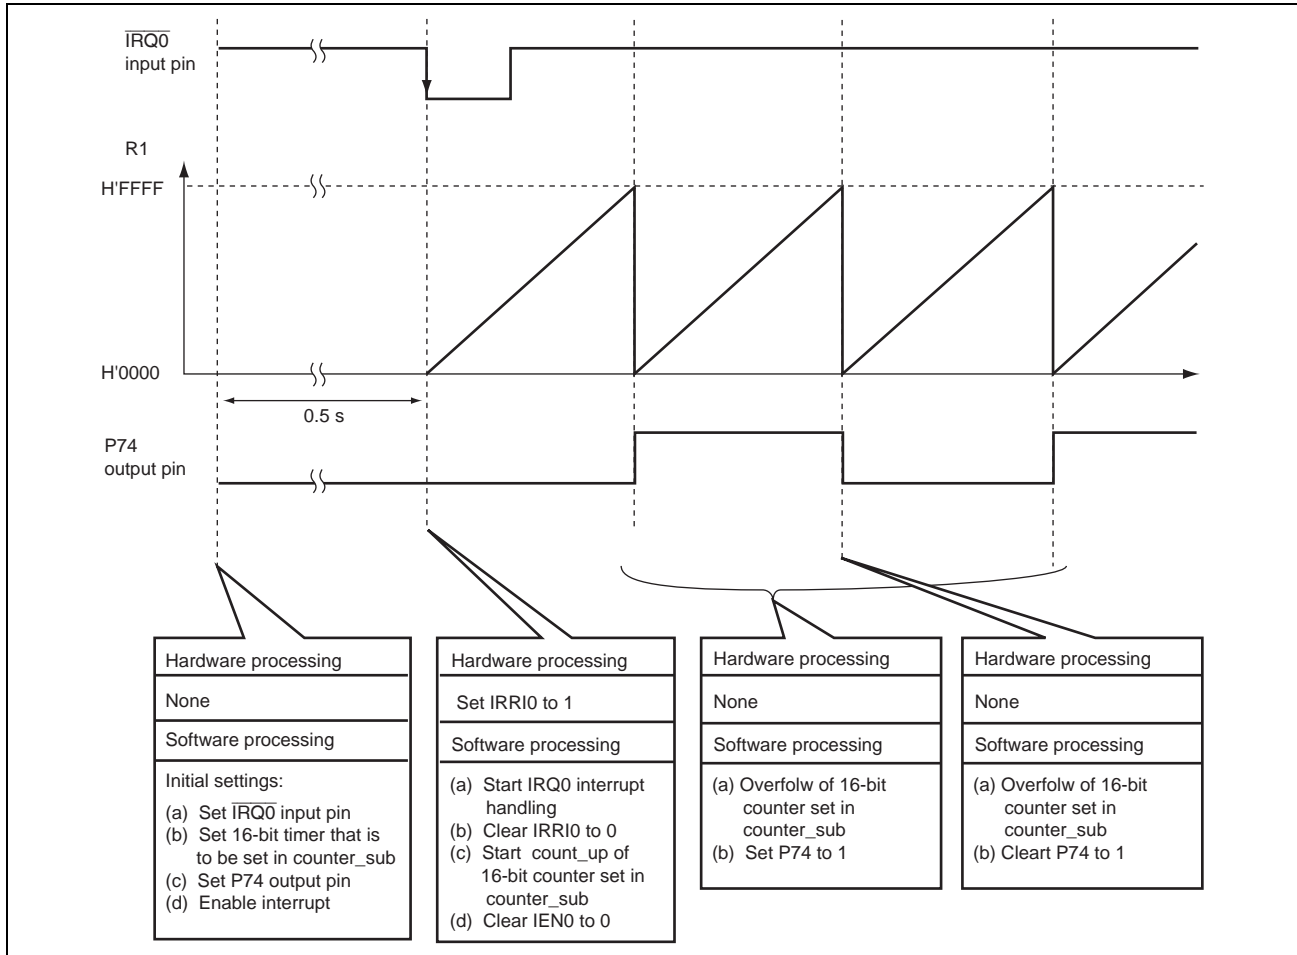 IRQ0
input pin
R1
H'FFFF
H'0000
0.5 s
P74
output pin
Hardware processing
None
Software processing
Initial settings:
(a) Set IRQ0 input pin
(b) Set 16-bit timer that is
to be set in counter_sub
(c) Set P74 output pin
(d) Enable interrupt
Hardware processing
Set IRRI0 to 1
Software processing
(a) Start IRQ0 interrupt
handling
(b) Clear IRRI0 to 0
(c) Start count_up of
16-bit counter set in
counter_sub
(d) Clear IEN0 to 0
Hardware processing
None
Software processing
(a) Overfolw of 16-bit
counter set in
counter_sub
(b) Set P74 to 1
Hardware processing
None
Software processing
(a) Overfolw of 16-bit
counter set in
counter_sub
(b) Cleart P74 to 1